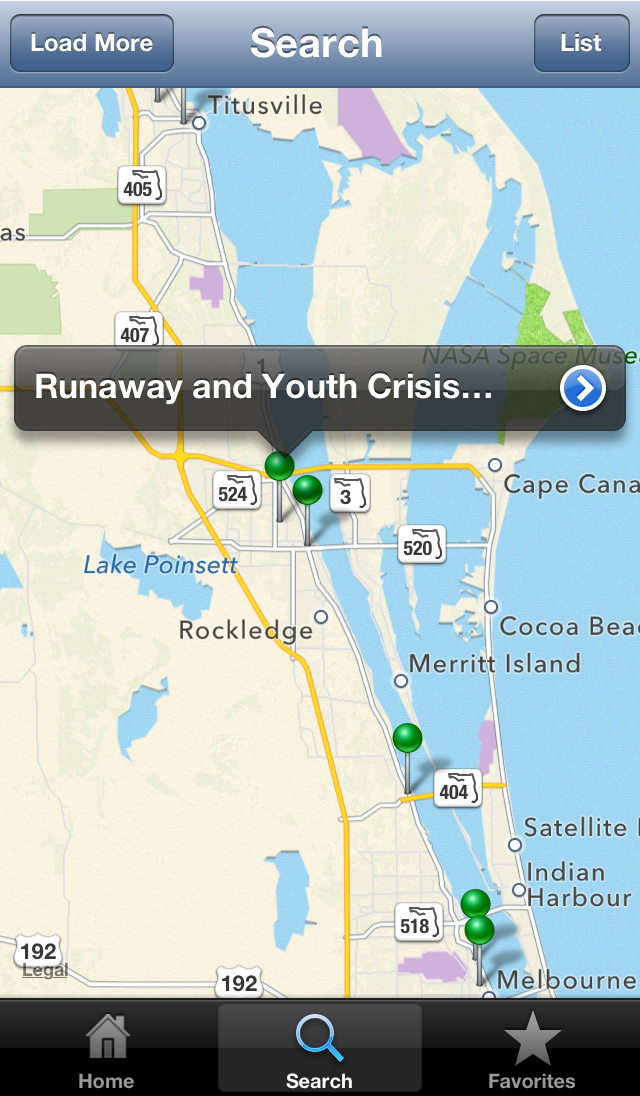 Load More
Search
List
Titusville
405
as
407
1
NASA Space Muse
Runaway and Youth Crisis...
524
3
Cape Cana
520
Lake Poinsett
Cocoa Bea
Rockledge
Merritt Island
404
Satellite
Indian
Harbour
518
192
Legal
192
Melbourne
Home
Search
Favorites